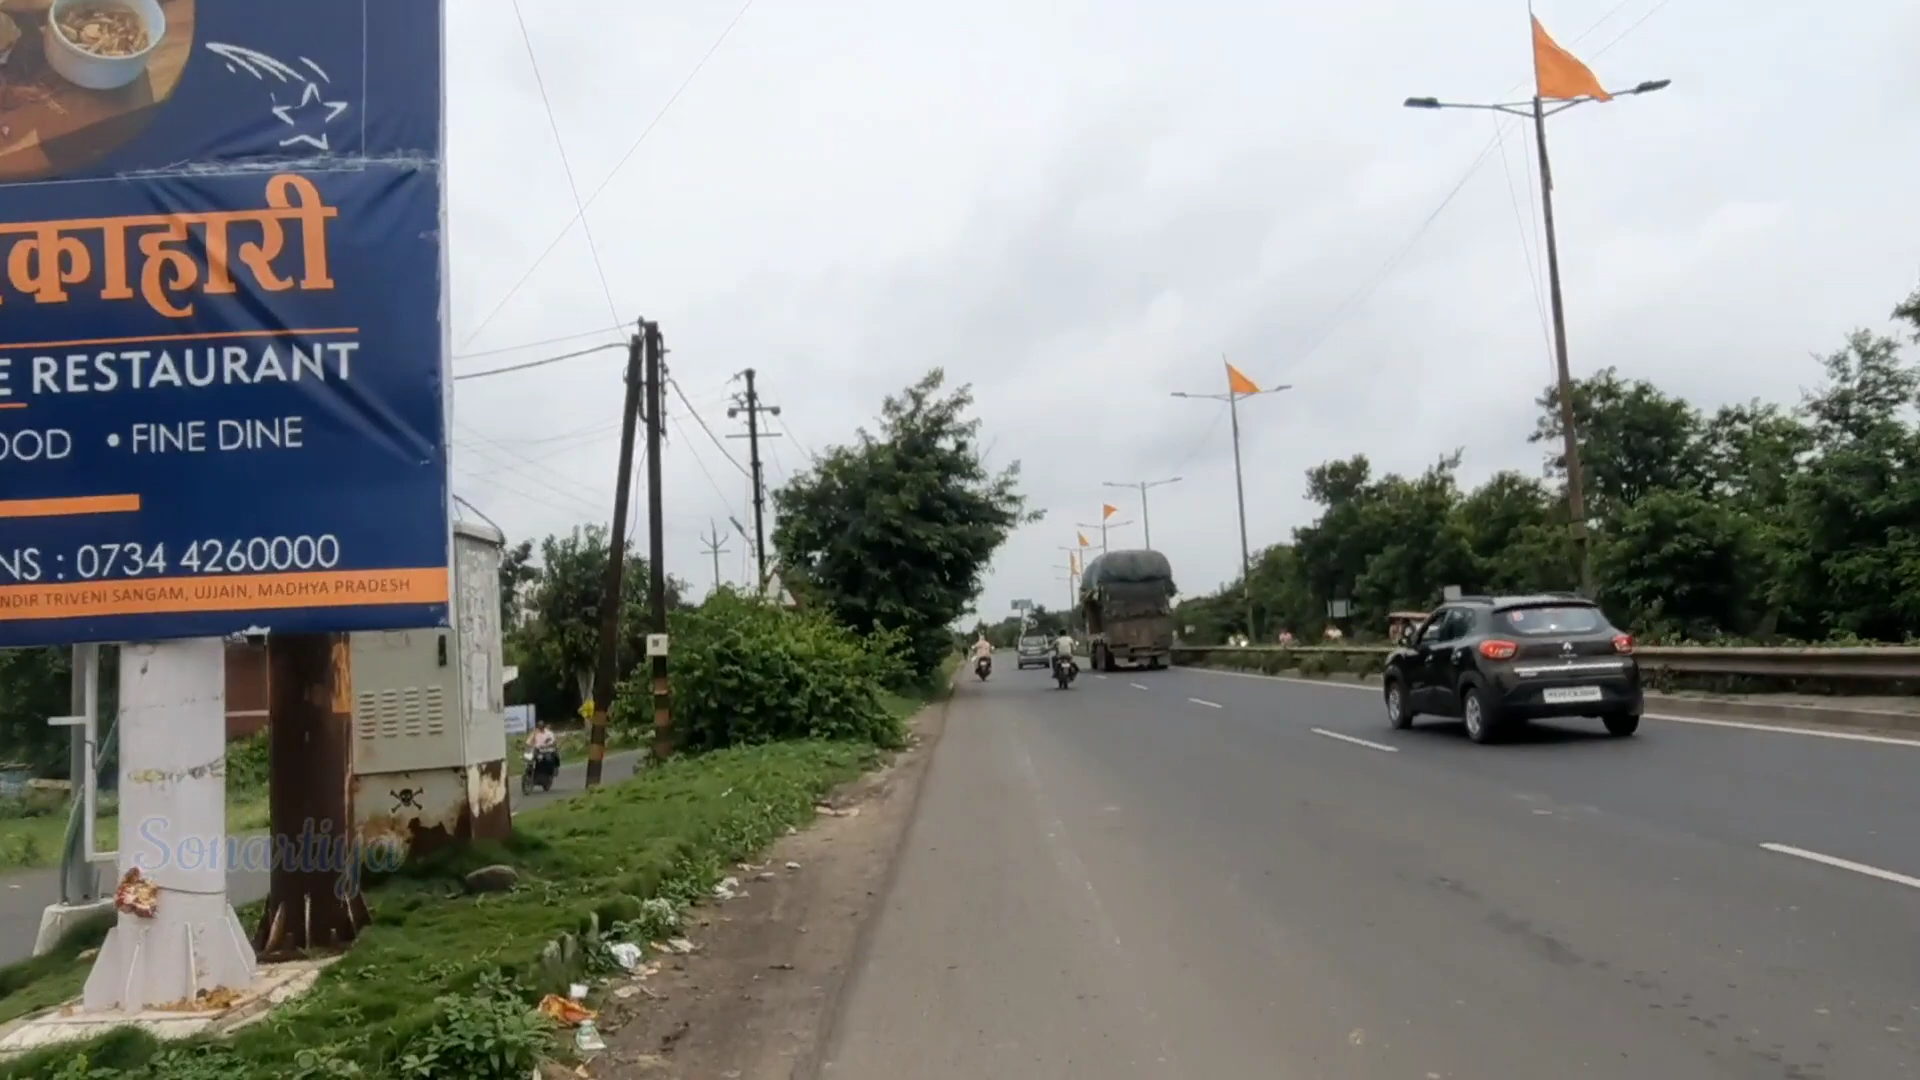 काहारी
E RESTAURANT
OOD • FINE DINE
NS : 0734 4260000
NDIR TRIVENI SANGAM, UJJAIN, MADHYA PRADESH
Sonartiya